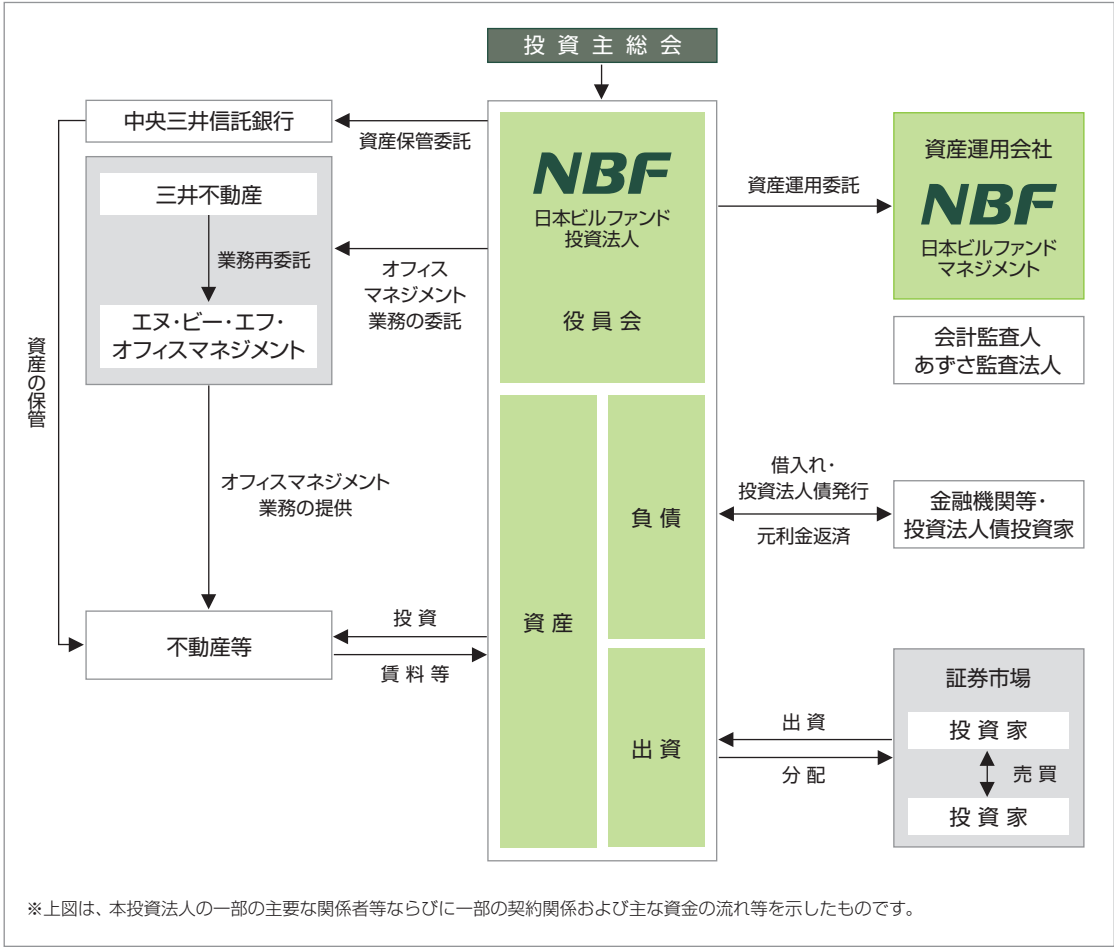 投資主総会
中央三井信託銀行
資産保管委託
三井不動産
業務再委託
エヌ・ビー・エフ・
オフィスマネジメント
オフィス
マネジメント
業務の委託
資産の保管
オフィスマネジメント
業務の提供
不動産等
投資
賃料等
NBF
日本ビルファンド
投資法人
役員会
資産
負債
出資
資産運用委託
資産運用会社
NBF
日本ビルファンド
マネジメント
会計監査人
あずさ監査法人
借入れ・
投資法人債発行
元利金返済
金融機関等・
投資法人債投資家
出資
分配
証券市場
投資家
売買
投資家
※上図は、本投資法人の一部の主要な関係者等ならびに一部の契約関係および主な資金の流れ等を示したものです。